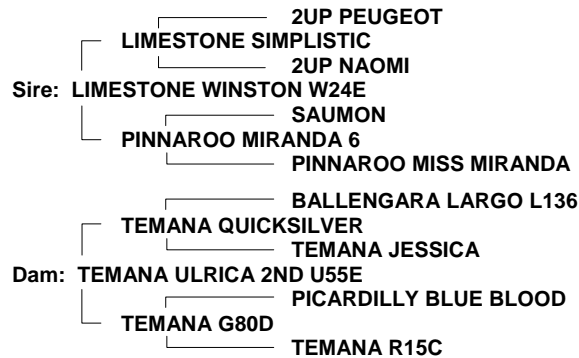 2UP PEUGEOT
LIMESTONE SIMPLISTIC
2UP NAOMI
Sire: LIMESTONE WINSTON W24E
SAUMON
PINNAROO MIRANDA 6
PINNAROO MISS MIRANDA
BALLENGARA LARGO L136
TEMANA QUICKSILVER
TEMANA JESSICA
Dam: TEMANA ULRICA 2ND U55E
PICARDILLY BLUE BLOOD
TEMANA G80D
TEMANA R15C